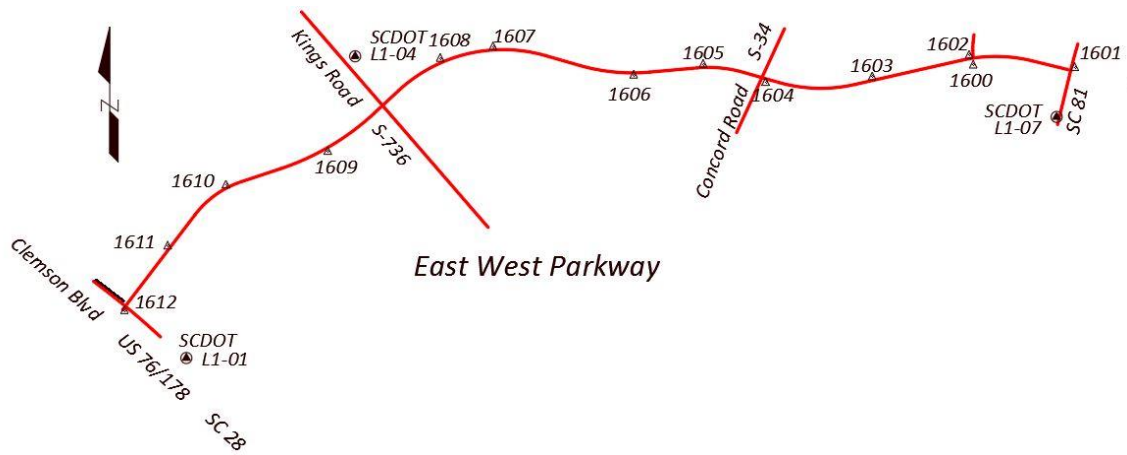 Kings Road
SCDOT
L1-04
1608
1607
1605
S-34
1602
1601
1606
1604
1603
1600
SCDOT
L1-07
SC 81
Concord Road
S-736
1609
1610
N
1611
Clemson Blvd
1612
East West Parkway
SCDOT
L1-01
US 76/178
SC 28